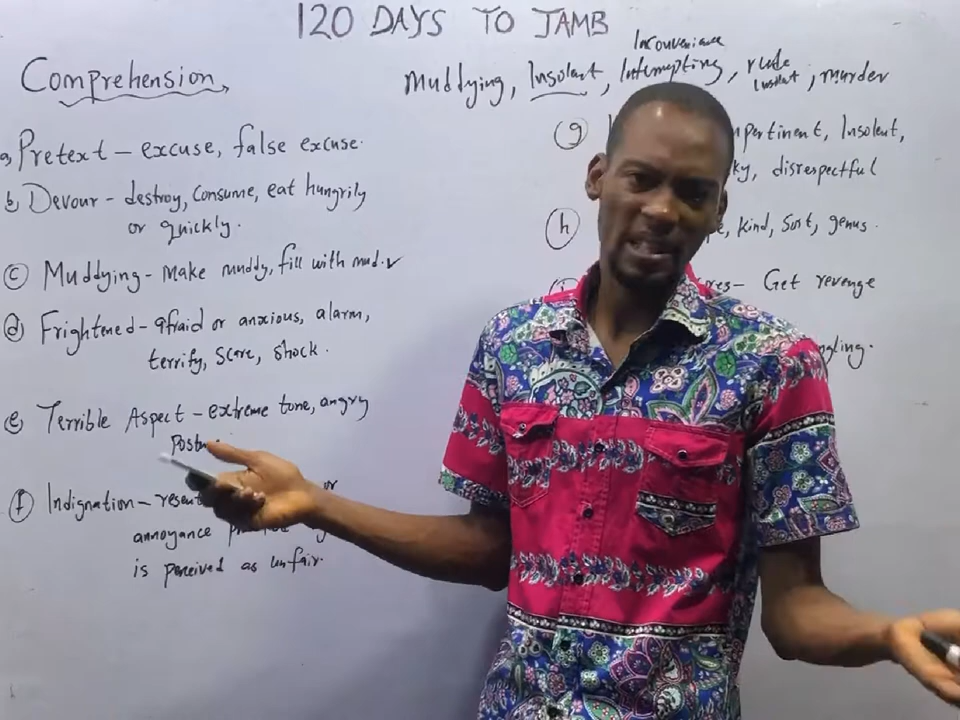 120 DAYS TO JAMB
Comprehension
a, Pretext – excuse, false excuse.
b, Devour – destroy, consume, eat hungrily
or quickly.
c Muddying – make muddy, fill with mud.
d Frightened – afraid or anxious, alarm,
terrify, scare, shock.
e Terrible Aspect – extreme tone, angry
f Indignation –
annoyance
is perceived as unfair.
Inconvenience
Muddying, Insolent, Interrupting, rude, murder
insolent
g Insolent,
disrespectful
h kind, sort, genus.
Get revenge